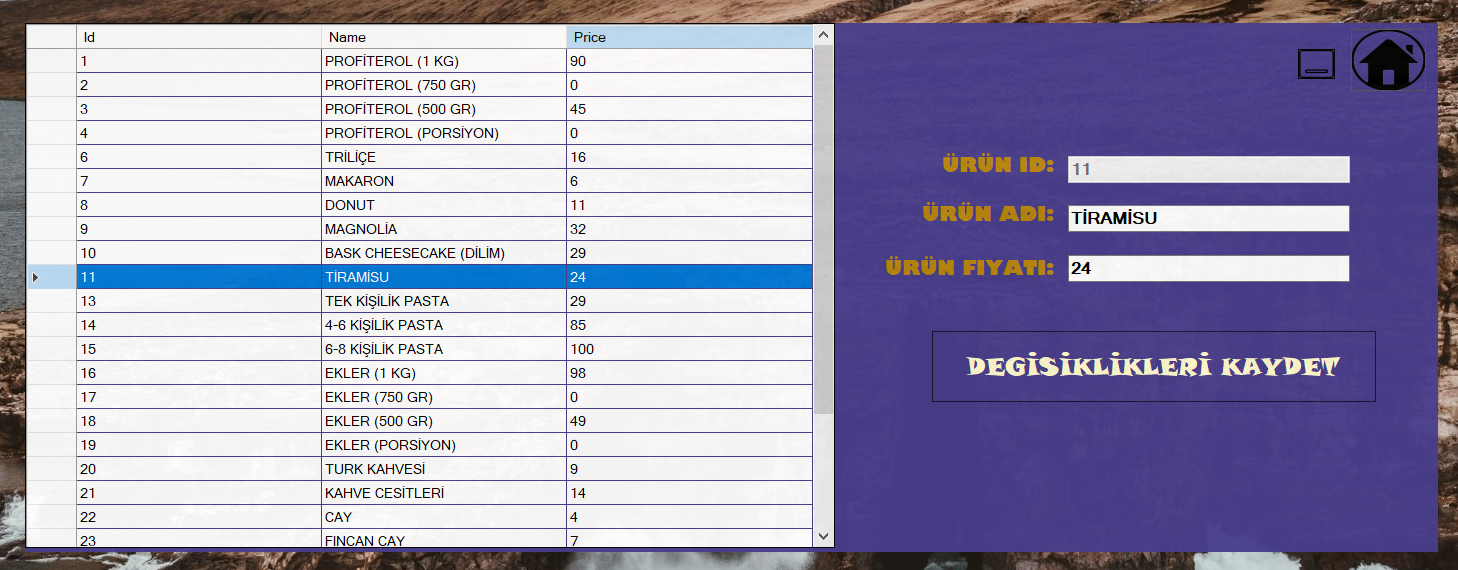 Id Name Price
1 PROFİTEROL (1 KG) 90
2 PROFİTEROL (750 GR) 0
3 PROFİTEROL (500 GR) 45
4 PROFİTEROL (PORSİYON) 0
6 TRİLİÇE 16
7 MAKARON 6
8 DONUT 11
9 MAGNOLİA 32
10 BASK CHEESECAKE (DİLİM) 29
11 TİRAMİSU 24
13 TEK KİŞİLİK PASTA 29
14 4-6 KİŞİLİK PASTA 85
15 6-8 KİŞİLİK PASTA 100
16 EKLER (1 KG) 98
17 EKLER (750 GR) 0
18 EKLER (500 GR) 49
19 EKLER (PORSİYON) 0
20 TURK KAHVESİ 9
21 KAHVE CESİTLERİ 14
22 CAY 4
23 FINCAN CAY 7
ÜRÜN ID: 11
ÜRÜN ADI: TİRAMİSU
ÜRÜN FIYATI: 24
DEGISIKLIKLERİ KAYDET